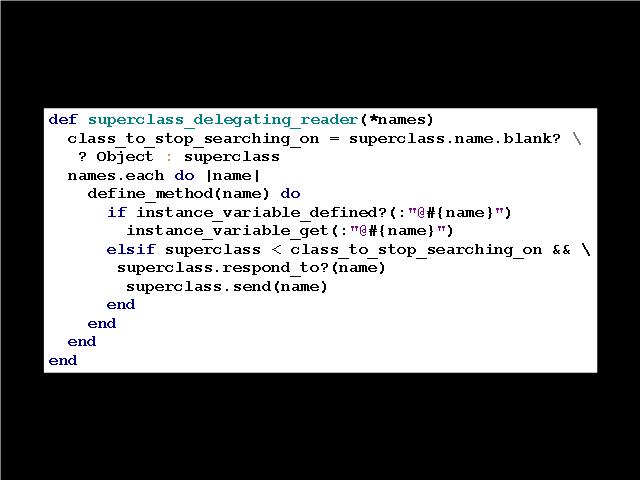 def superclass_delegating_reader(*names)
  class_to_stop_searching_on = superclass.name.blank? \
   ? Object : superclass
  names.each do |name|
    define_method(name) do
      if instance_variable_defined?(:"@#{name}")
        instance_variable_get(:"@#{name}")
      elsif superclass < class_to_stop_searching_on && \
       superclass.respond_to?(name)
        superclass.send(name)
      end
    end
  end
end